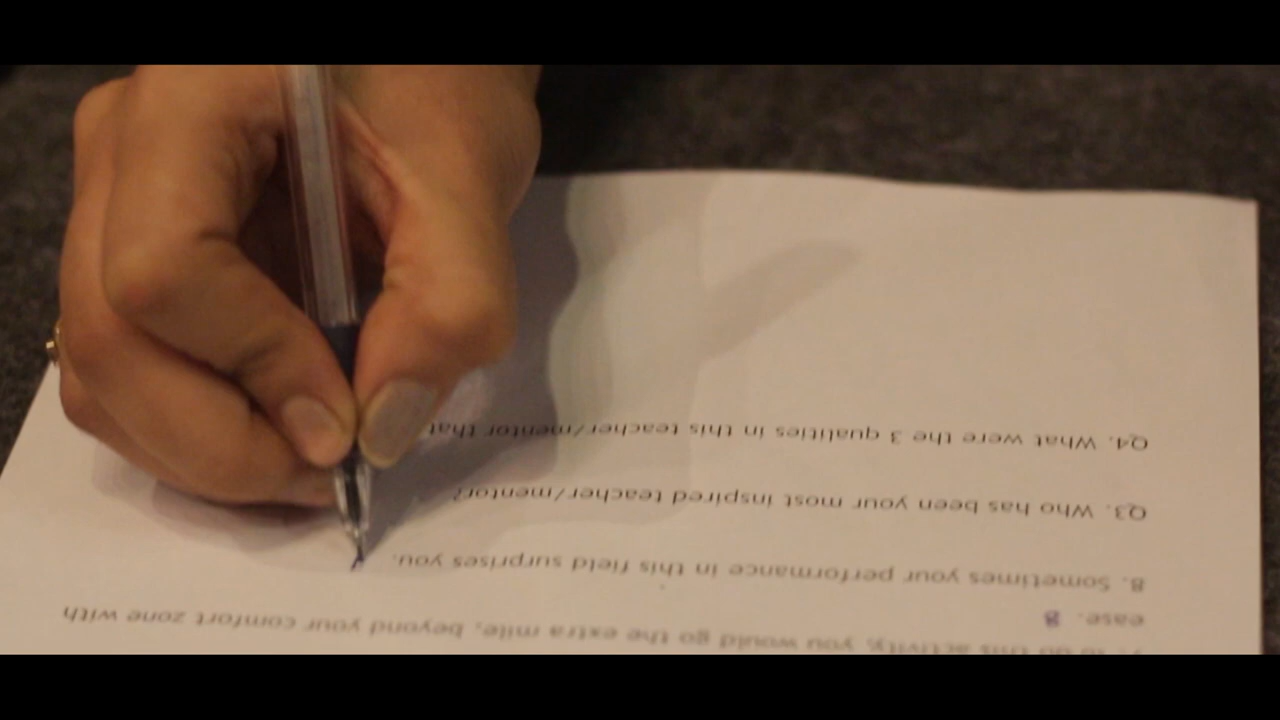 7. To do this activity, you would go the extra mile, beyond your comfort zone with
ease. B
8. Sometimes your performance in this field surprises you.
Q3. Who has been your most inspired teacher/mentor?
Q4. What were the 3 qualities in this teacher/mentor that